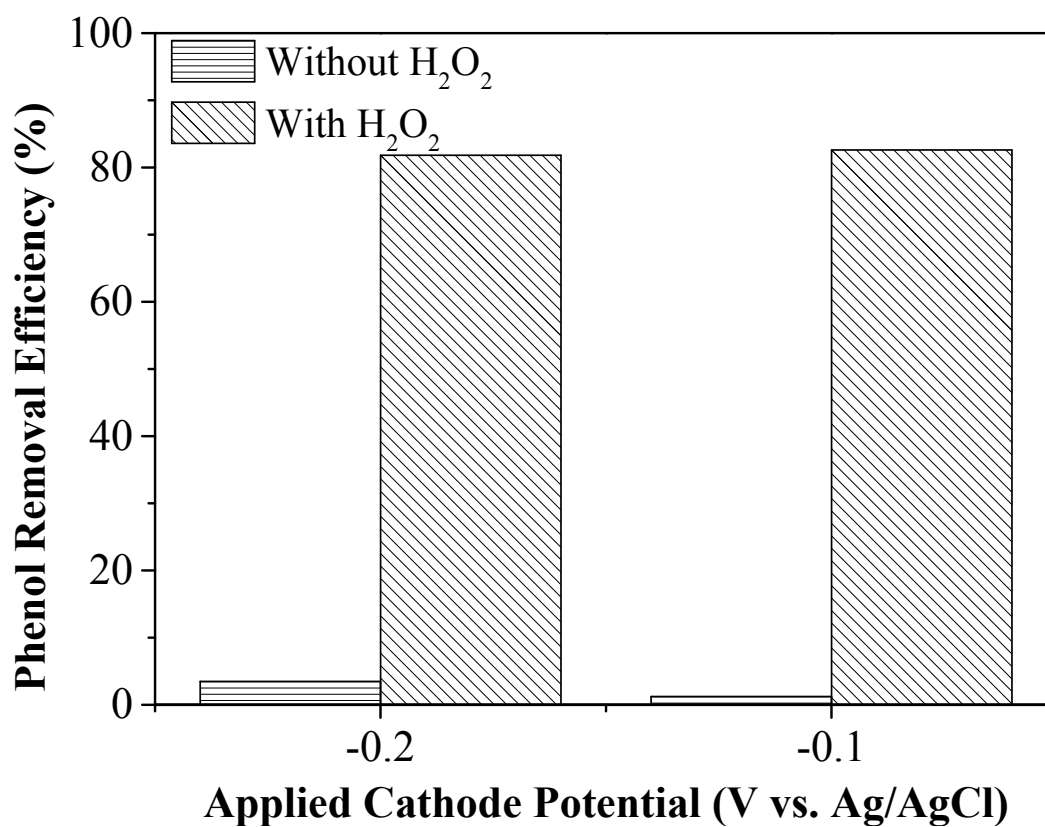 Phenol Removal Efficiency (%)
100
80
60
40
20
0
Without H₂O₂
With H₂O₂
-0.2
-0.1
Applied Cathode Potential (V vs. Ag/AgCl)